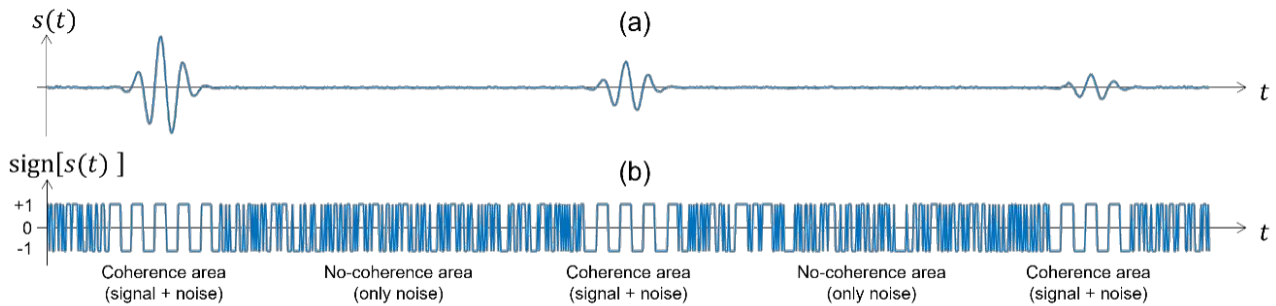 s(t)
(a)
t
sign[s(t) ]
(b)
+1
0
-1
t
Coherence area
(signal + noise)
No-coherence area
(only noise)
Coherence area
(signal + noise)
No-coherence area
(only noise)
Coherence area
(signal + noise)